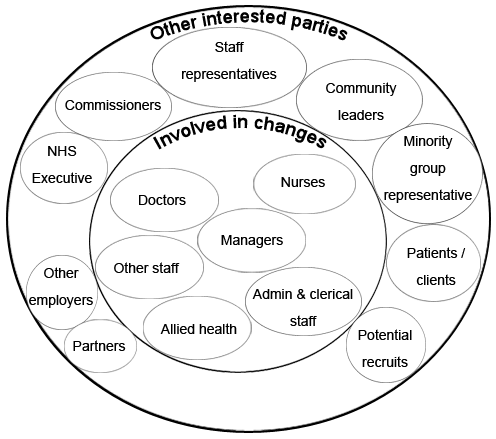 Other interested parties
Staff
representatives
Commissioners
Community
leaders
Involved in changes
NHS
Executive
Minority
group
representative
Doctors
Nurses
Managers
Other staff
Patients /
clients
Other
employers
Admin & clerical
staff
Allied health
Partners
Potential
recruits